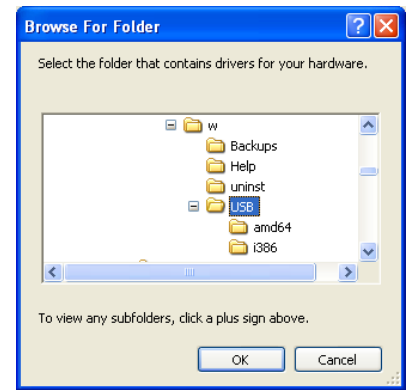 Browse For Folder
Select the folder that contains drivers for your hardware.
w
Backups
Help
uninst
USB
amd64
i386
To view any subfolders, click a plus sign above.
OK Cancel